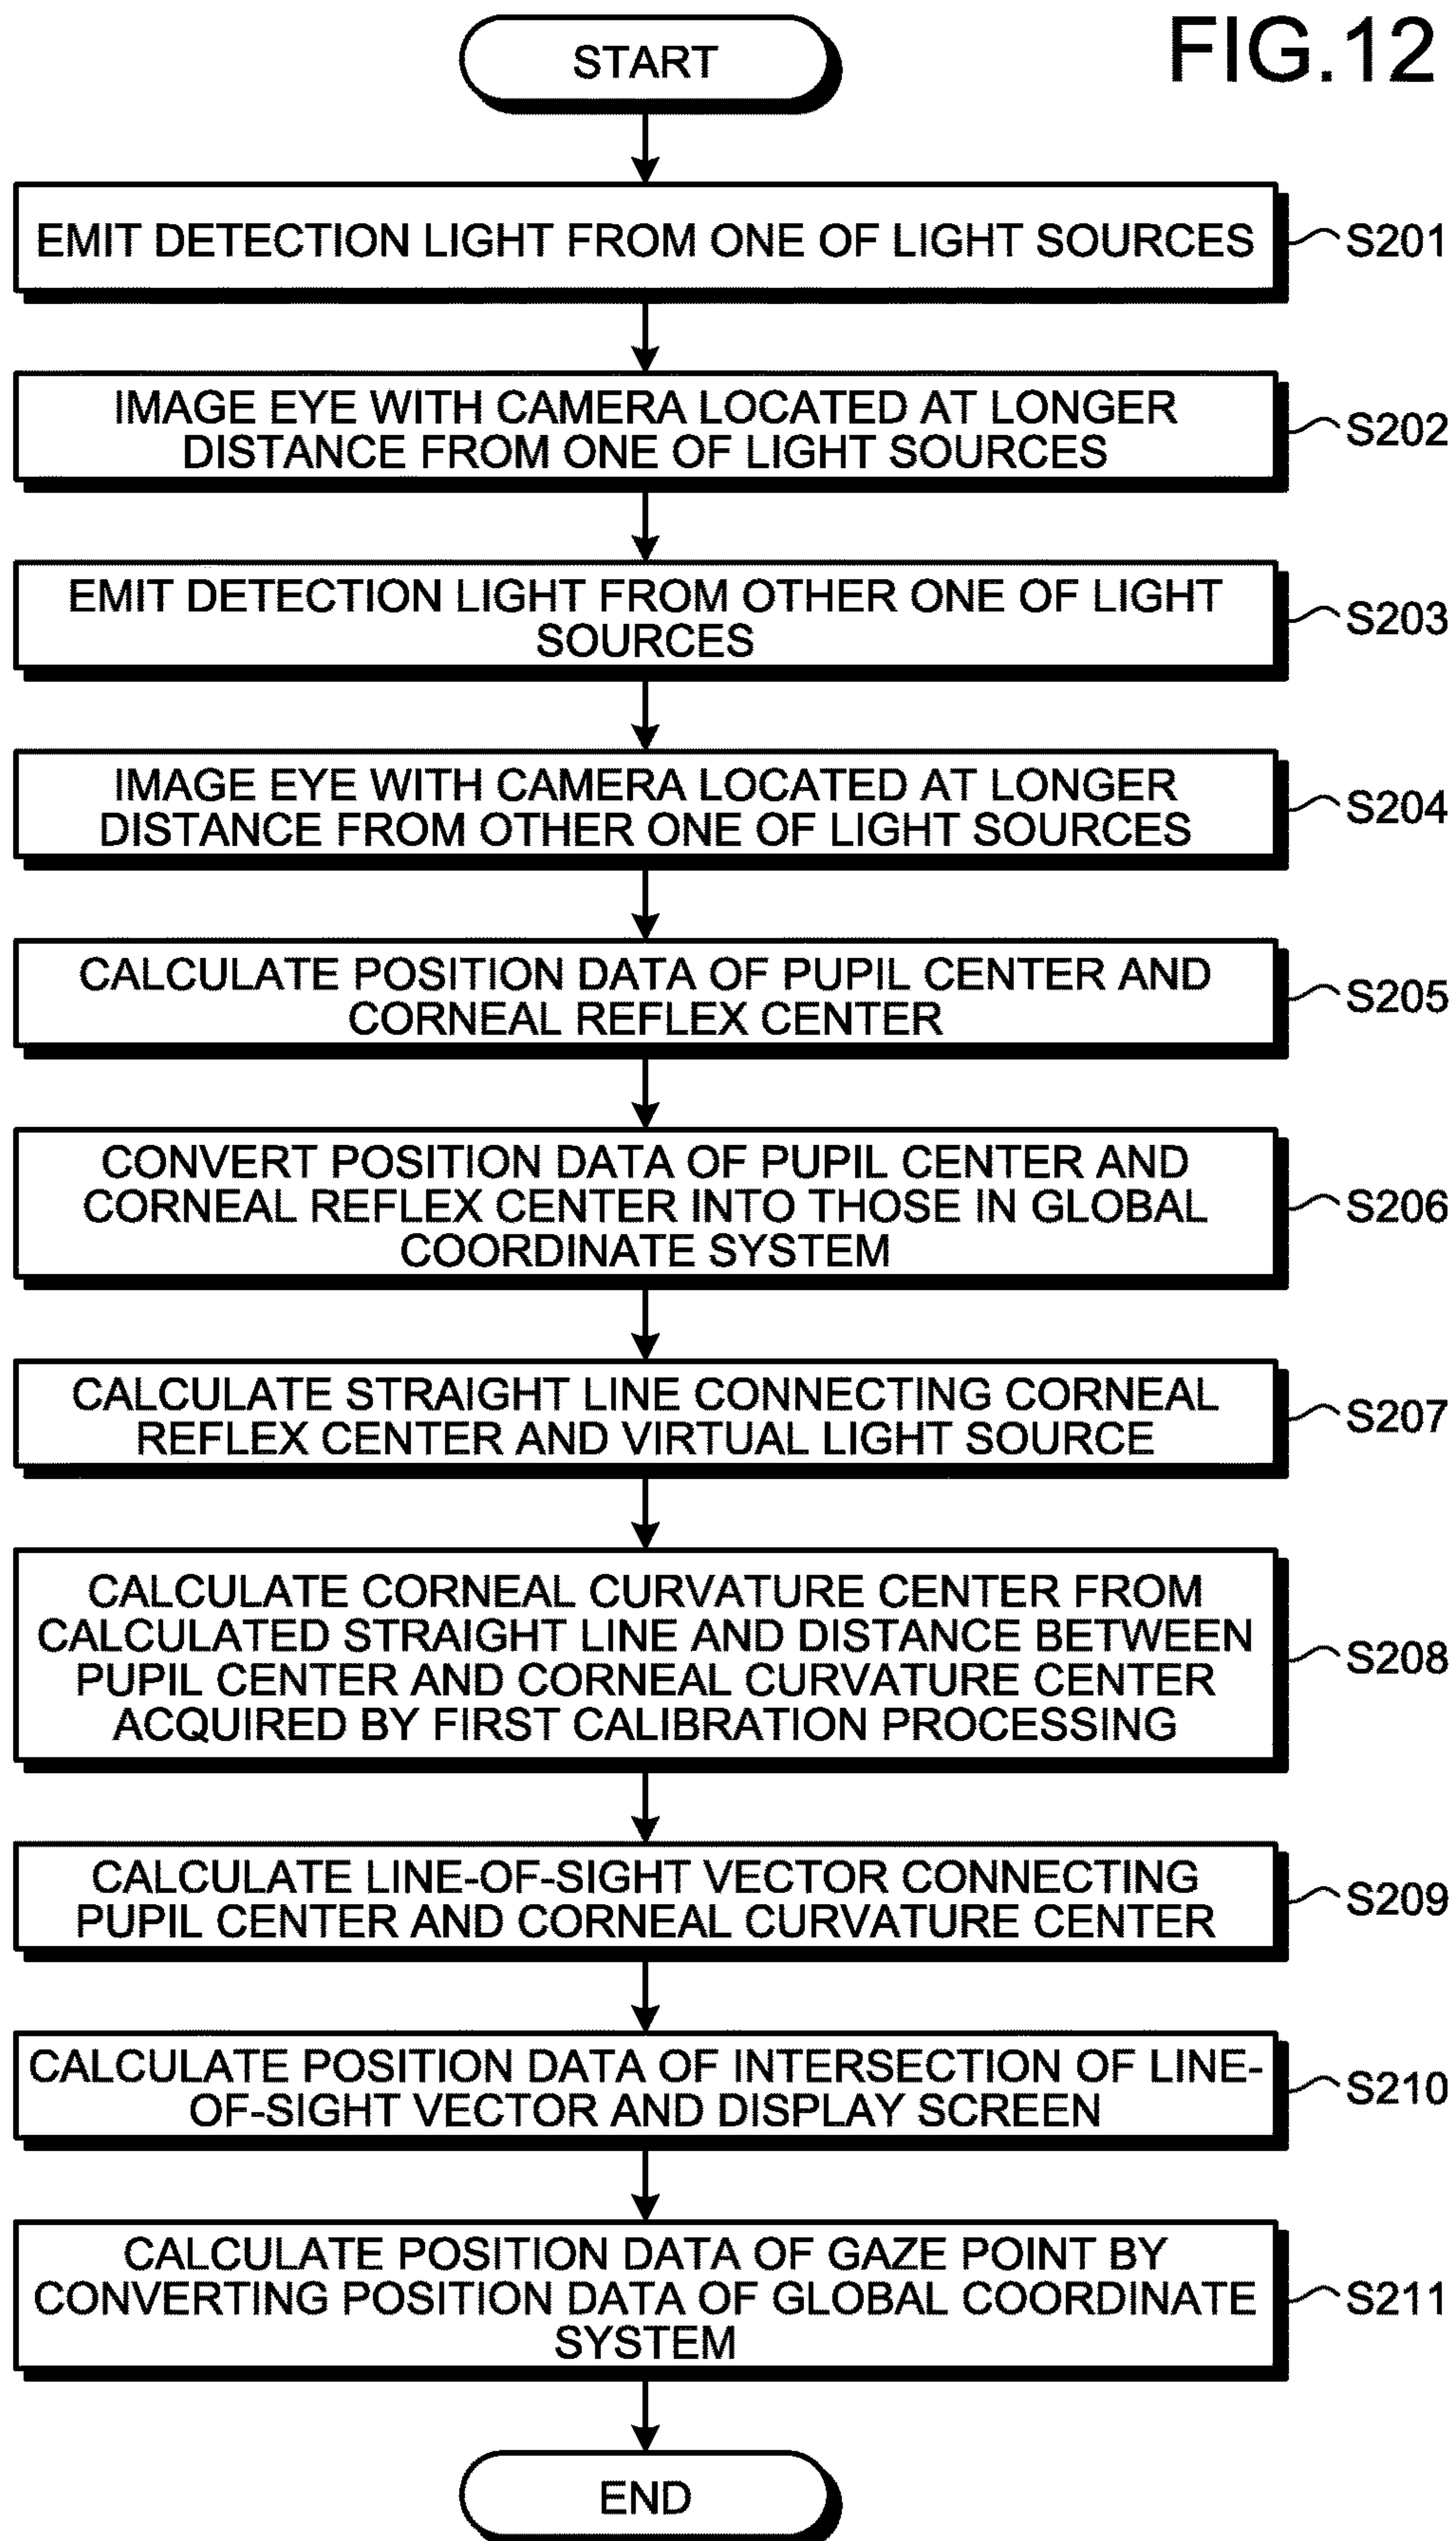 FIG.12
START
EMIT DETECTION LIGHT FROM ONE OF LIGHT SOURCES
S201
IMAGE EYE WITH CAMERA LOCATED AT LONGER
DISTANCE FROM ONE OF LIGHT SOURCES
S202
EMIT DETECTION LIGHT FROM OTHER ONE OF LIGHT
SOURCES
S203
IMAGE EYE WITH CAMERA LOCATED AT LONGER
DISTANCE FROM OTHER ONE OF LIGHT SOURCES
S204
CALCULATE POSITION DATA OF PUPIL CENTER AND
CORNEAL REFLEX CENTER
S205
CONVERT POSITION DATA OF PUPIL CENTER AND
CORNEAL REFLEX CENTER INTO THOSE IN GLOBAL
COORDINATE SYSTEM
S206
CALCULATE STRAIGHT LINE CONNECTING CORNEAL
REFLEX CENTER AND VIRTUAL LIGHT SOURCE
S207
CALCULATE CORNEAL CURVATURE CENTER FROM
CALCULATED STRAIGHT LINE AND DISTANCE BETWEEN
PUPIL CENTER AND CORNEAL CURVATURE CENTER
ACQUIRED BY FIRST CALIBRATION PROCESSING
S208
CALCULATE LINE-OF-SIGHT VECTOR CONNECTING
PUPIL CENTER AND CORNEAL CURVATURE CENTER
S209
CALCULATE POSITION DATA OF INTERSECTION OF LINE-
OF-SIGHT VECTOR AND DISPLAY SCREEN
S210
CALCULATE POSITION DATA OF GAZE POINT BY
CONVERTING POSITION DATA OF GLOBAL COORDINATE
SYSTEM
S211
END